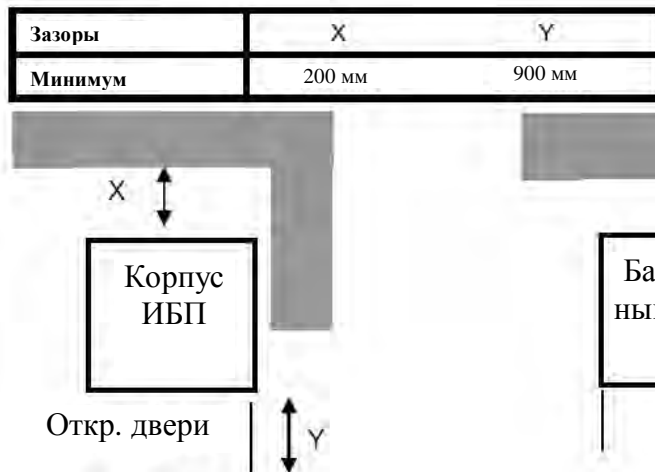 Зазоры X Y
Минимум 200 мм 900 мм
X
Корпус
ИБП
Откр. двери
Y